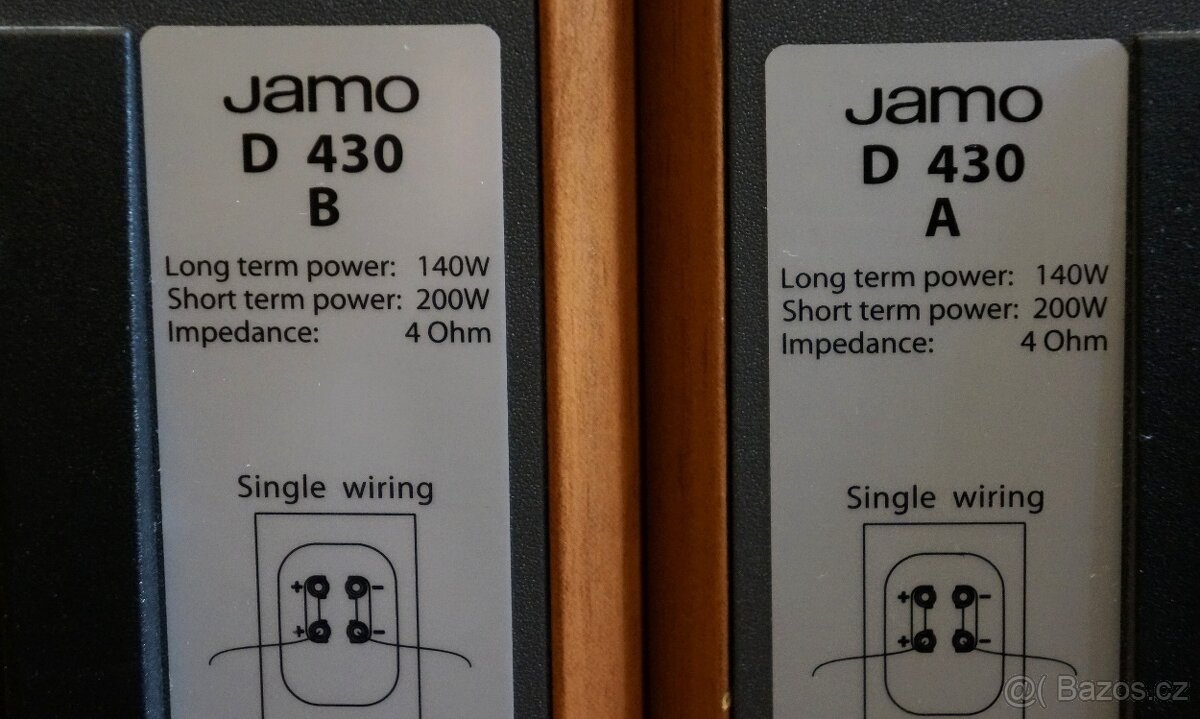 Jamo
D 430
B
Long term power: 140W
Short term power: 200W
Impedance: 4 Ohm
Single wiring
+ -
+ -
Jamo
D 430
A
Long term power: 140W
Short term power: 200W
Impedance: 4 Ohm
Single wiring
+ -
+ -
@( Bazos.cz